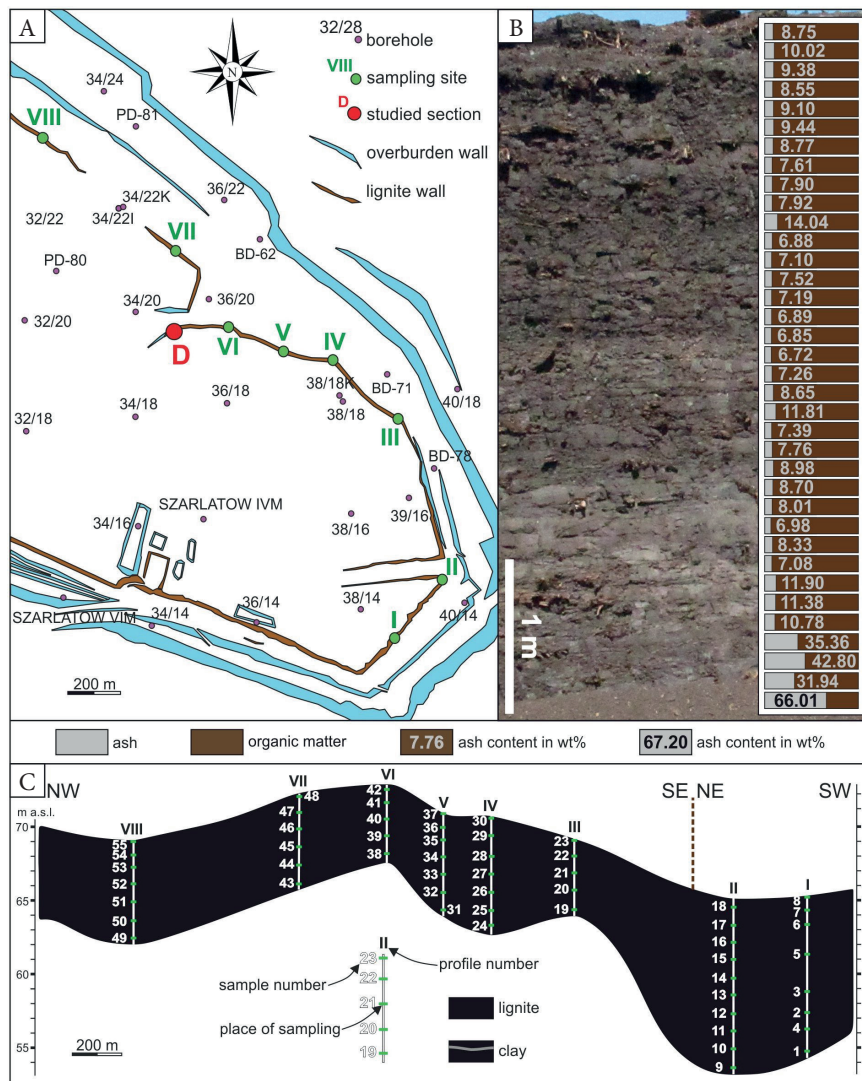 A
N
32/28
borehole
VIII
sampling site
D
studied section
overburden wall
lignite wall
34/24
PD-81
VIII
36/22
34/22K
34/22I
32/22
VII
BD-62
PD-80
34/20
36/20
32/20
D
VI
V
IV
38/18K
38/18
BD-71
40/18
36/18
34/18
32/18
III
BD-78
SZARLATOW IVM
34/16
38/16
39/16
II
SZARLATOW VIM
34/14
36/14
38/14
40/14
I
200 m
B
1 m
8.75
10.02
9.38
8.55
9.10
9.44
8.77
7.61
7.90
7.92
14.04
6.88
7.10
7.52
7.19
6.89
6.85
6.72
7.26
8.65
11.81
7.39
7.76
8.98
8.70
8.01
6.98
8.33
7.08
11.90
11.38
10.78
35.36
42.80
31.94
66.01
ash
organic matter
7.76 ash content in wt%
67.20 ash content in wt%
C
NW
SE NE
SW
m a.s.l.
70
65
60
55
VIII
55
54
53
52
51
50
49
VII
48
47
46
45
44
43
VI
42
41
40
39
38
V
37
36
35
34
33
32
31
IV
30
29
28
27
26
25
24
III
23
22
21
20
19
II
18
17
16
15
14
13
12
11
10
9
I
8
7
6
5
3
2
4
1
II
23
22
21
20
19
sample number
profile number
place of sampling
lignite
clay
200 m